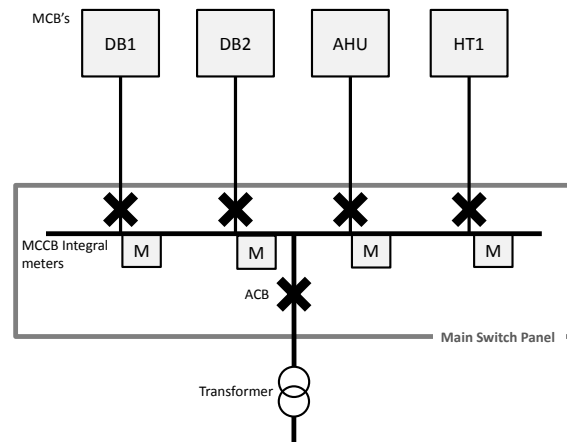 MCB's
DB1
DB2
AHU
HT1
MCCB Integral
meters
M
M
M
M
ACB
Main Switch Panel
Transformer